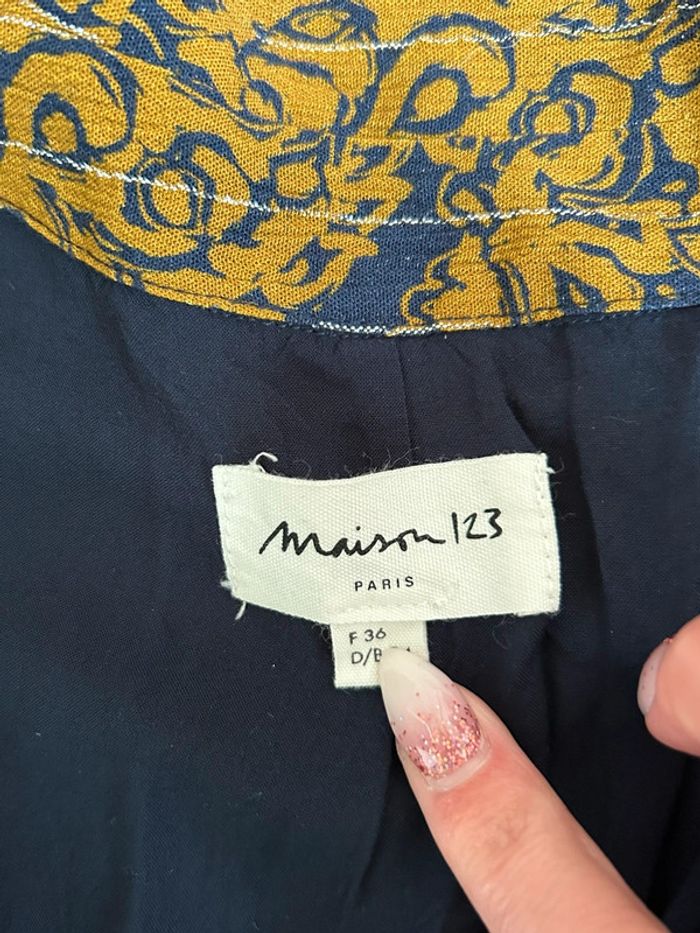 maison 123
PARIS
F 36
D/B